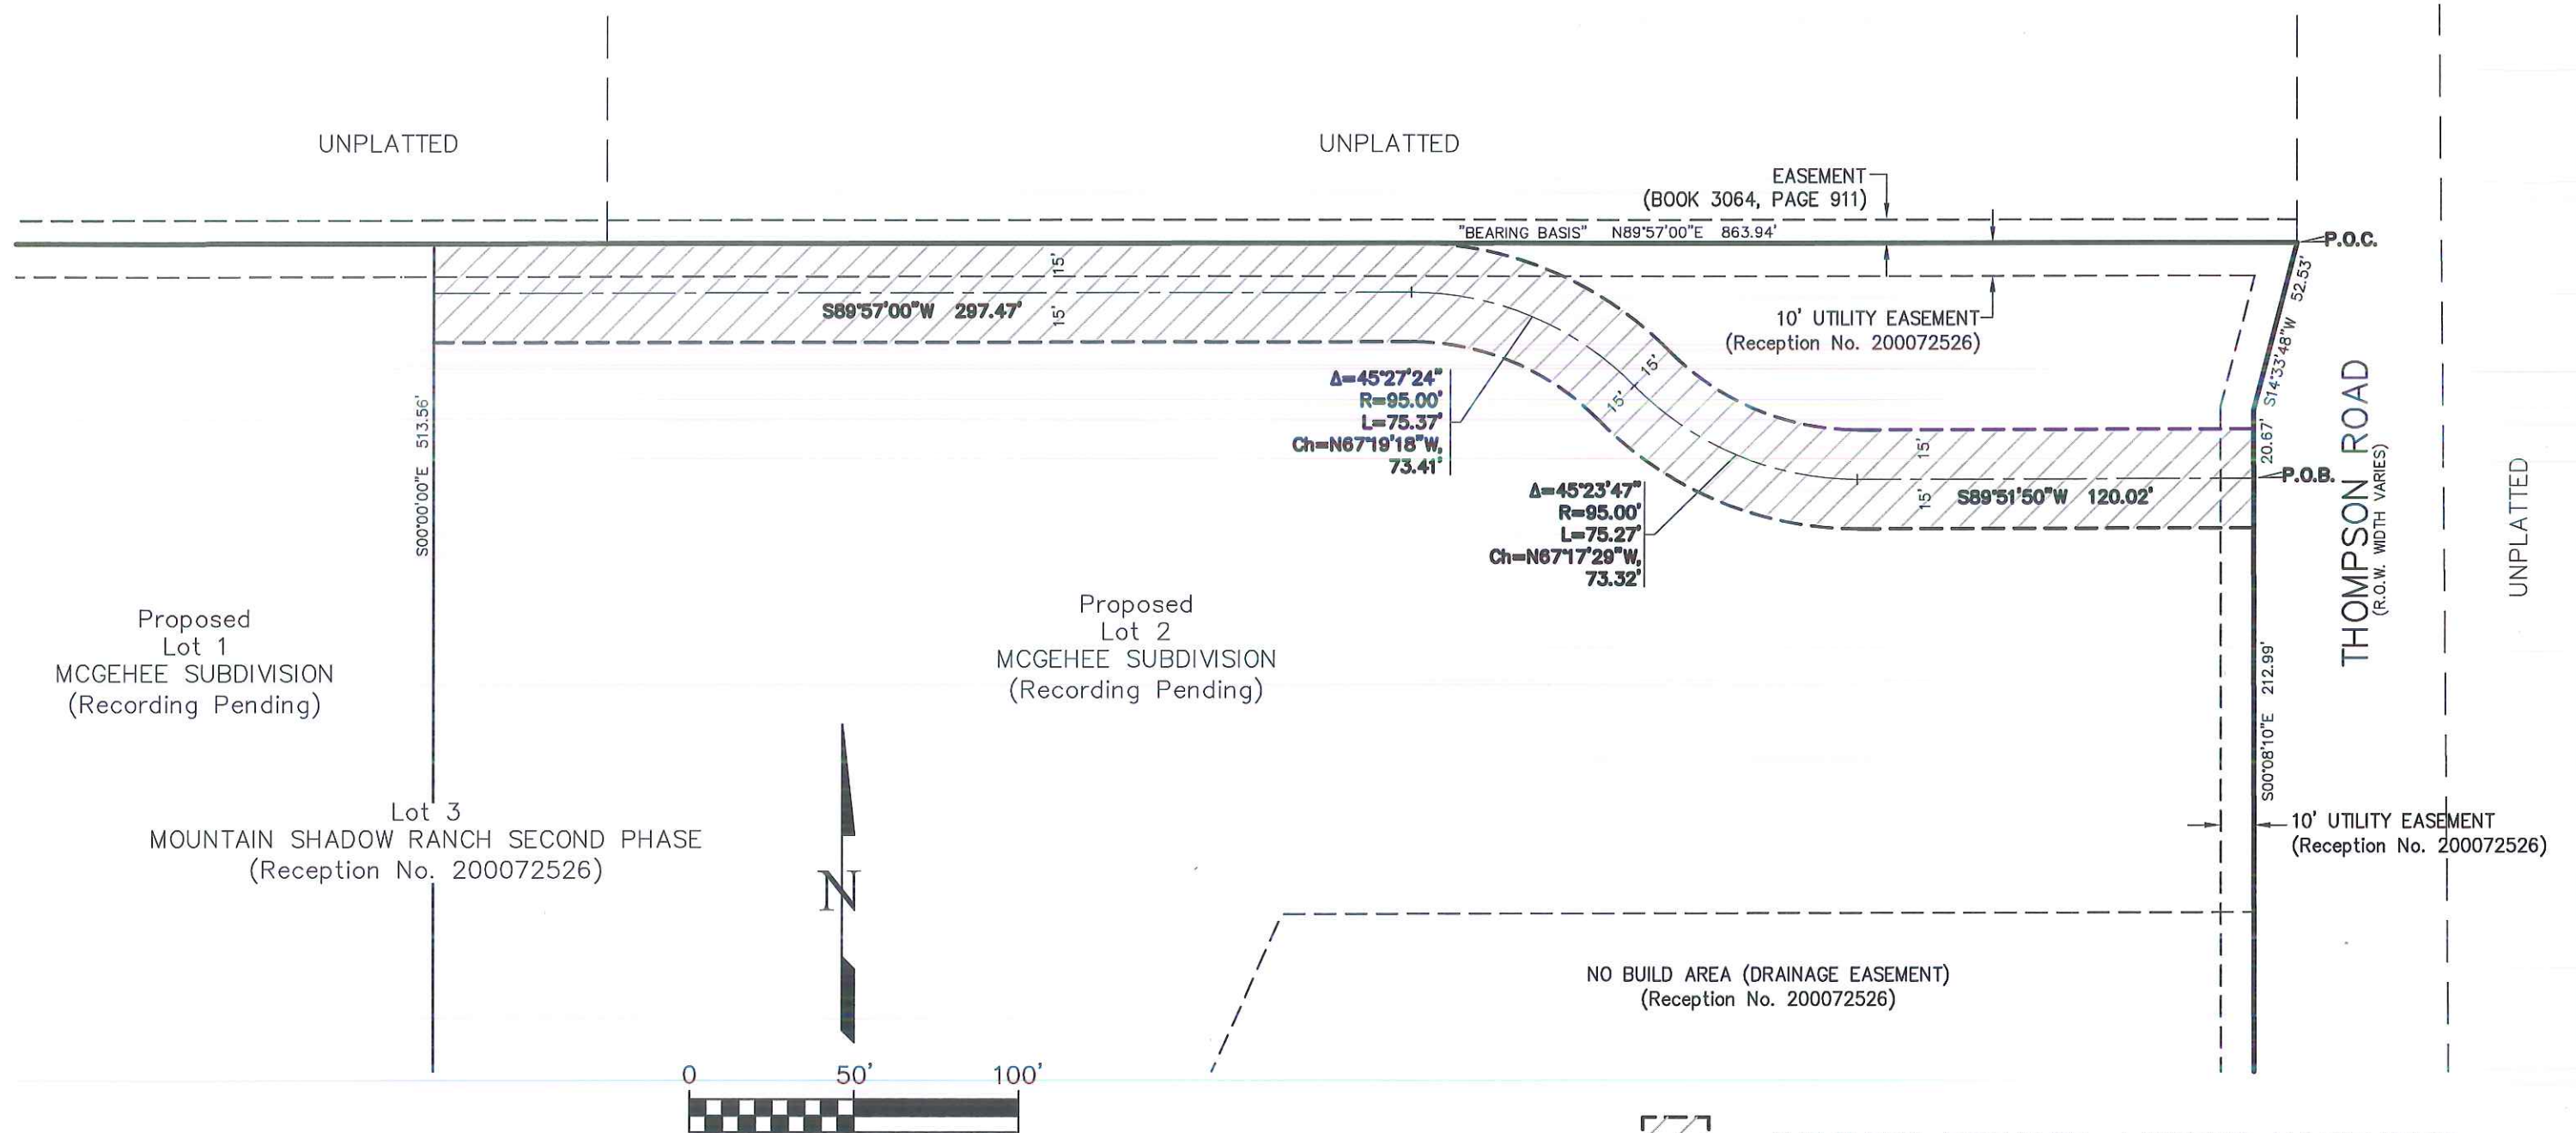 UNPLATTED
UNPLATTED
EASEMENT
(BOOK 3064, PAGE 911)
"BEARING BASIS" N89°57'00"E 863.94'
P.O.C.
15'
15'
S89°57'00"W 297.47'
10' UTILITY EASEMENT
(Reception No. 200072526)
S14°33'48"W 52.53'
Δ=45°27'24"
R=95.00'
L=75.37'
Ch=N67°19'18"W,
73.41'
15'
15'
S00°00'00"E 513.56'
Δ=45°23'47"
R=95.00'
L=75.27'
Ch=N67°17'29"W,
73.32'
15'
15'
S89°51'50"W 120.02'
20.67'
P.O.B.
THOMPSON ROAD
(R.O.W. WIDTH VARIES)
UNPLATTED
Proposed
Lot 1
MCGEHEE SUBDIVISION
(Recording Pending)
Proposed
Lot 2
MCGEHEE SUBDIVISION
(Recording Pending)
S00°08'10"E 212.99'
Lot 3
MOUNTAIN SHADOW RANCH SECOND PHASE
(Reception No. 200072526)
N
10' UTILITY EASEMENT
(Reception No. 200072526)
NO BUILD AREA (DRAINAGE EASEMENT)
(Reception No. 200072526)
0 50' 100'